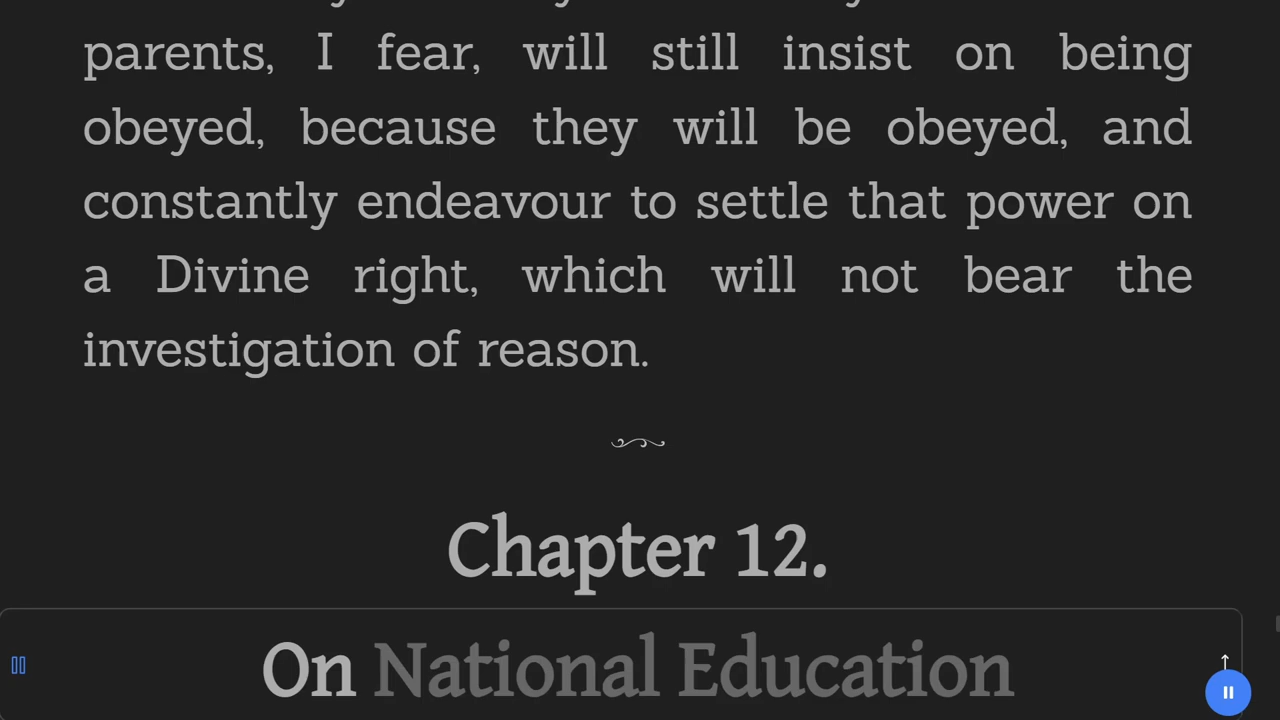 parents, I fear, will still insist on being
obeyed, because they will be obeyed, and
constantly endeavour to settle that power on
a Divine right, which will not bear the
investigation of reason.
Chapter 12.
On National Education